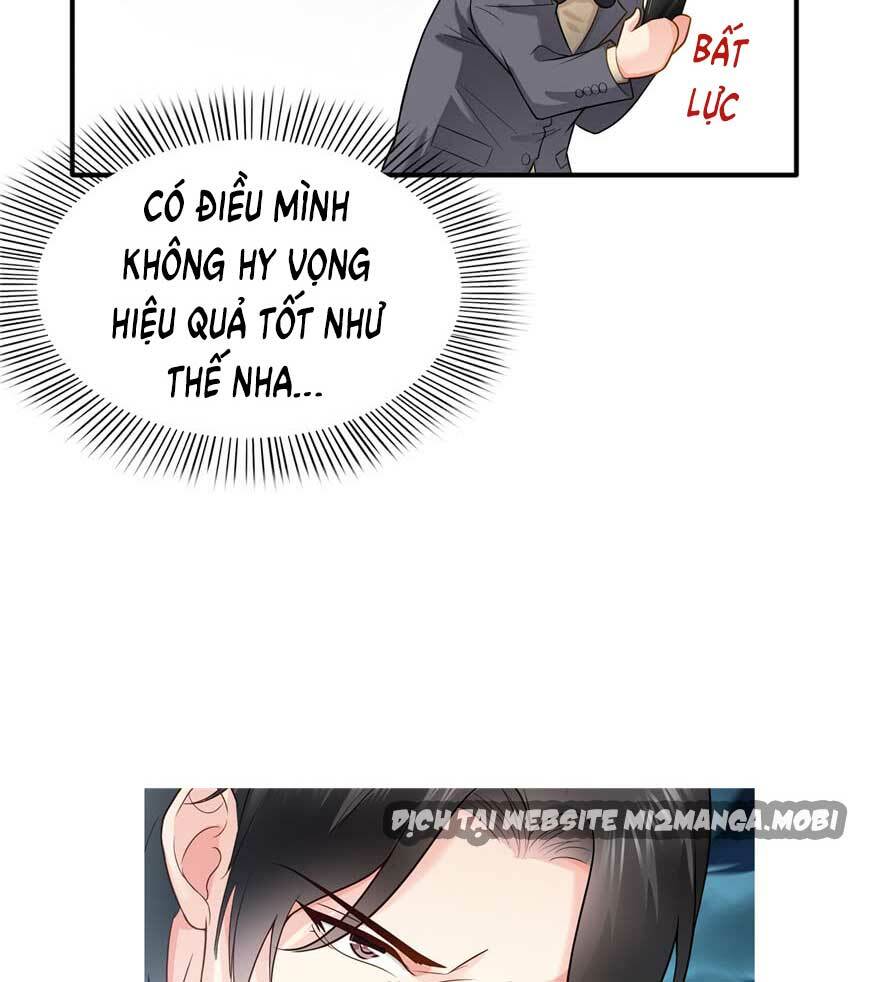 BẤT
LỰC
CÓ ĐIỀU MÌNH
KHÔNG HY VỌNG
HIỆU QUẢ TỐT NHƯ
THẾ NHA...
DỊCH TẠI WEBSITE MI2MANGA.MOBI